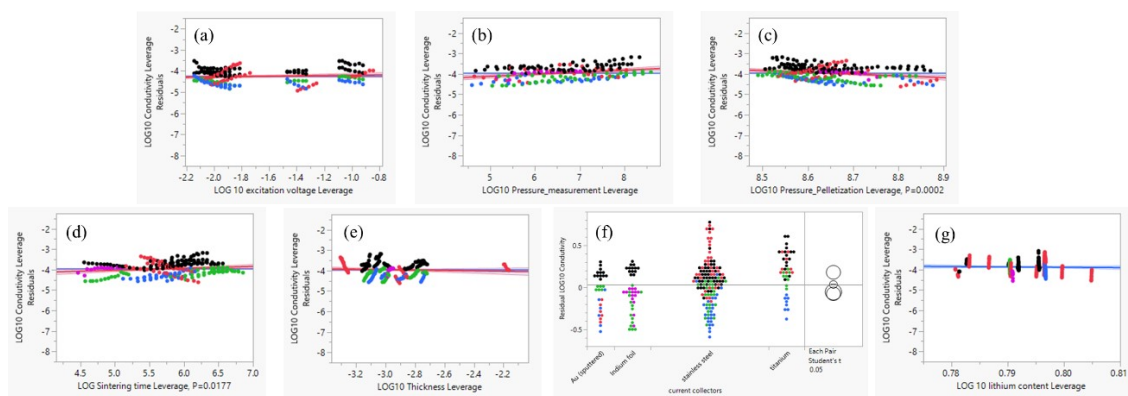 (a)
-2
-3
-4
-5
-6
-7
-8
LOG10 Condutivity Leverage
Residuals
-2.2 -2.0 -1.8 -1.6 -1.4 -1.2 -1.0 -0.8
LOG 10 excitation voltage Leverage
(b)
-2
-3
-4
-5
-6
-7
-8
LOG10 Condutivity Leverage
Residuals
5 6 7 8
LOG10 Pressure_measurement Leverage
(c)
-2
-3
-4
-5
-6
-7
-8
LOG10 Condutivity Leverage
Residuals
8.5 8.6 8.7 8.8 8.9
LOG10 Pressure_Pelletization Leverage, P=0.0002
(d)
-2
-3
-4
-5
-6
-7
-8
LOG10 Condutivity Leverage
Residuals
4.5 5.0 5.5 6.0 6.5 7.0
LOG Sintering time Leverage, P=0.0177
(e)
-2
-3
-4
-5
-6
-7
-8
LOG10 Condutivity Leverage
Residuals
-3.2 -3.0 -2.8 -2.6 -2.4 -2.2
LOG10 Thickness Leverage
(f)
0.5
0
-0.5
Residual LOG10 Condutivity
Au (sputtered)
indium foil
stainless steel
titanium
current collectors
Each Pair
Student's t
0.05
(g)
-2
-3
-4
-5
-6
-7
-8
LOG10 Condutivity Leverage
Residuals
0.78 0.79 0.80 0.81
LOG 10 lithium content Leverage